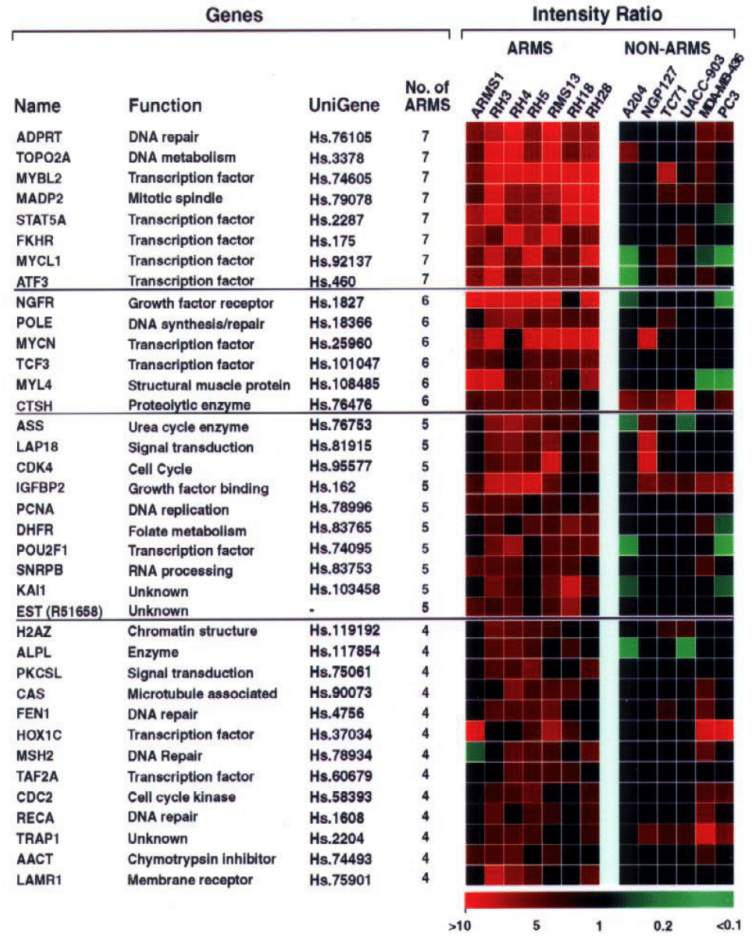 Genes Intensity Ratio
ARMS NON-ARMS
Name Function UniGene No. of ARMS ARMS1 RH3 RH4 RH5 RMS13 RH18 RH28 A204 NGP127 TC71 UACC-903 MDA-MB-436 PC3
ADPRT DNA repair Hs.76105 7
TOPO2A DNA metabolism Hs.3378 7
MYBL2 Transcription factor Hs.74605 7
MADP2 Mitotic spindle Hs.79078 7
STAT5A Transcription factor Hs.2287 7
FKHR Transcription factor Hs.175 7
MYCL1 Transcription factor Hs.92137 7
ATF3 Transcription factor Hs.460 7
NGFR Growth factor receptor Hs.1827 6
POLE DNA synthesis/repair Hs.18366 6
MYCN Transcription factor Hs.25960 6
TCF3 Transcription factor Hs.101047 6
MYL4 Structural muscle protein Hs.108485 6
CTSH Proteolytic enzyme Hs.76476 6
ASS Urea cycle enzyme Hs.76753 5
LAP18 Signal transduction Hs.81915 5
CDK4 Cell Cycle Hs.95577 5
IGFBP2 Growth factor binding Hs.162 5
PCNA DNA replication Hs.78996 5
DHFR Folate metabolism Hs.83765 5
POU2F1 Transcription factor Hs.74095 5
SNRPB RNA processing Hs.83753 5
KAI1 Unknown Hs.103458 5
EST (R51658) Unknown - 5
H2AZ Chromatin structure Hs.119192 4
ALPL Enzyme Hs.117854 4
PKCSL Signal transduction Hs.75061 4
CAS Microtubule associated Hs.90073 4
FEN1 DNA repair Hs.4756 4
HOX1C Transcription factor Hs.37034 4
MSH2 DNA Repair Hs.78934 4
TAF2A Transcription factor Hs.60679 4
CDC2 Cell cycle kinase Hs.58393 4
RECA DNA repair Hs.1608 4
TRAP1 Unknown Hs.2204 4
AACT Chymotrypsin inhibitor Hs.74493 4
LAMR1 Membrane receptor Hs.75901 4
>10 5 1 0.2 <0.1